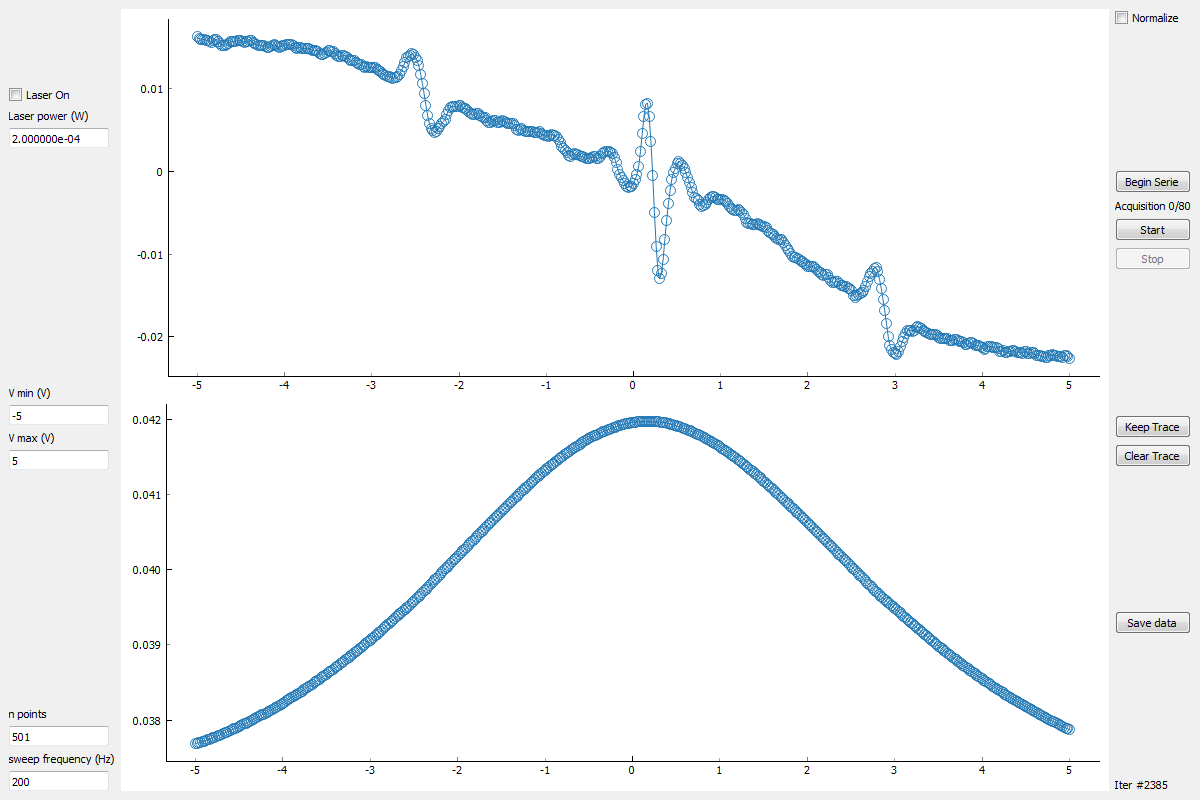 Laser On
Laser power (W)
2.000000e-04
V min (V)
-5
V max (V)
5
n points
501
sweep frequency (Hz)
200
0.01
0
-0.01
-0.02
-5 -4 -3 -2 -1 0 1 2 3 4 5
0.042
0.041
0.040
0.039
0.038
-5 -4 -3 -2 -1 0 1 2 3 4 5
Normalize
Begin Serie
Acquisition 0/80
Start
Stop
Keep Trace
Clear Trace
Save data
Iter #2385